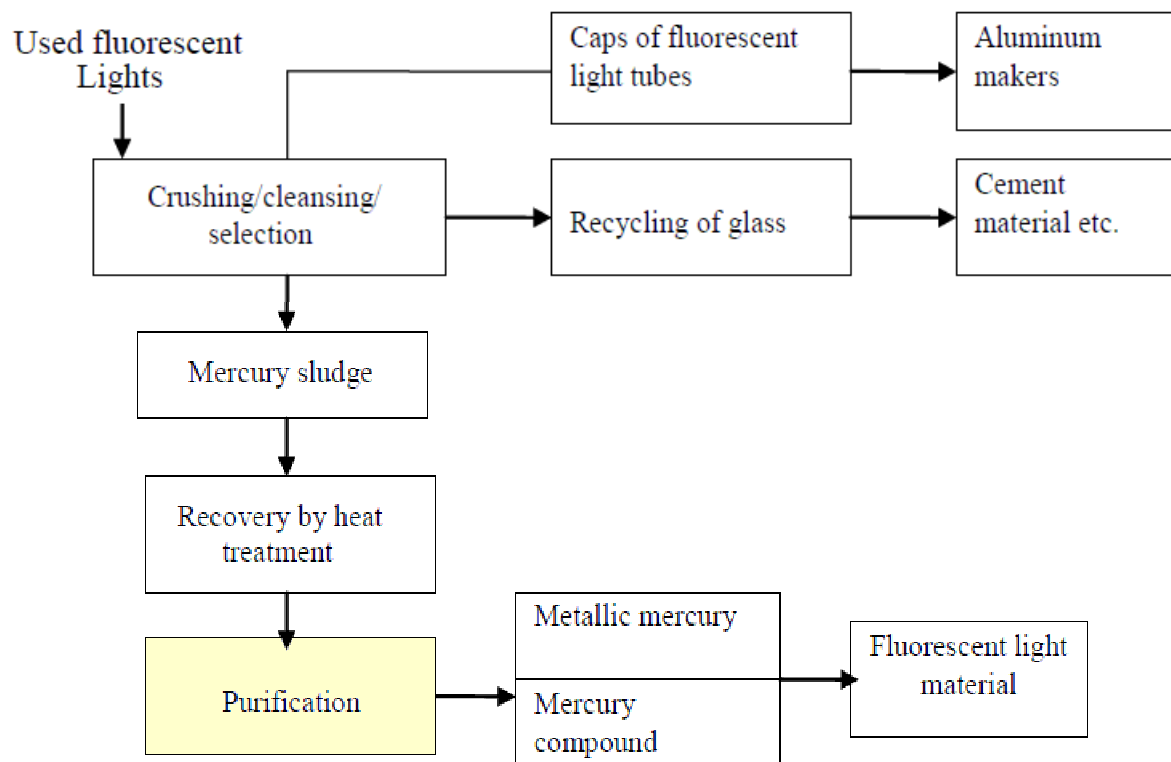 Used fluorescent
Lights
Caps of fluorescent
light tubes
Aluminum
makers
Crushing/cleansing/
selection
Recycling of glass
Cement
material etc.
Mercury sludge
Recovery by heat
treatment
Purification
Metallic mercury
Mercury
compound
Fluorescent light
material